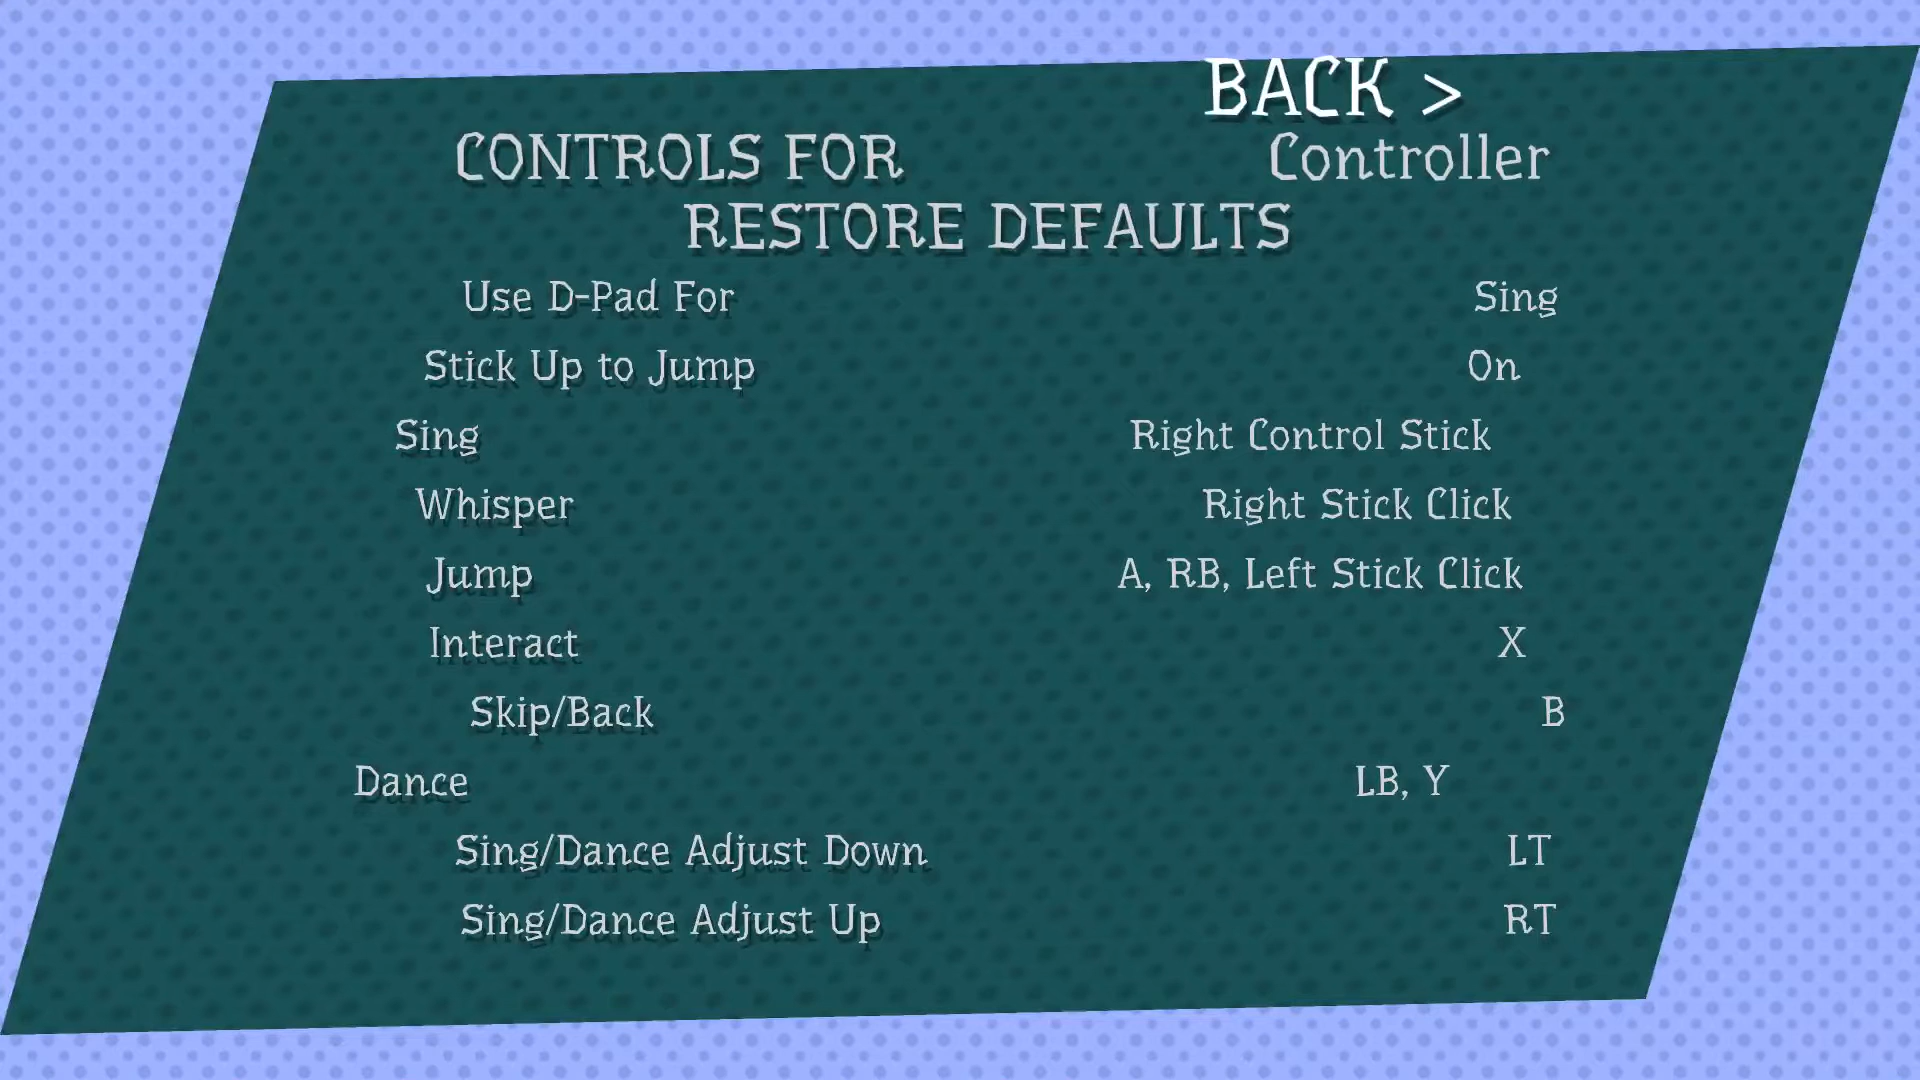 BACK >
CONTROLS FOR Controller
RESTORE DEFAULTS
Use D-Pad For Sing
Stick Up to Jump On
Sing Right Control Stick
Whisper Right Stick Click
Jump A, RB, Left Stick Click
Interact X
Skip/Back B
Dance LB, Y
Sing/Dance Adjust Down LT
Sing/Dance Adjust Up RT